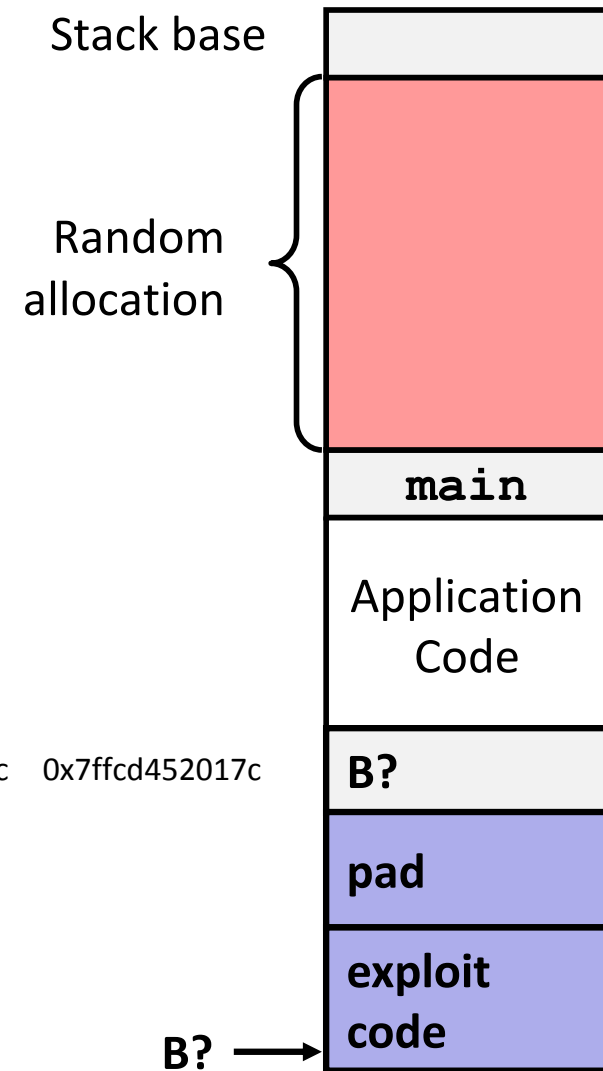 Stack base
Random
allocation
main
Application
Code
c 0x7ffcd452017c
B?
pad
exploit
code
B?